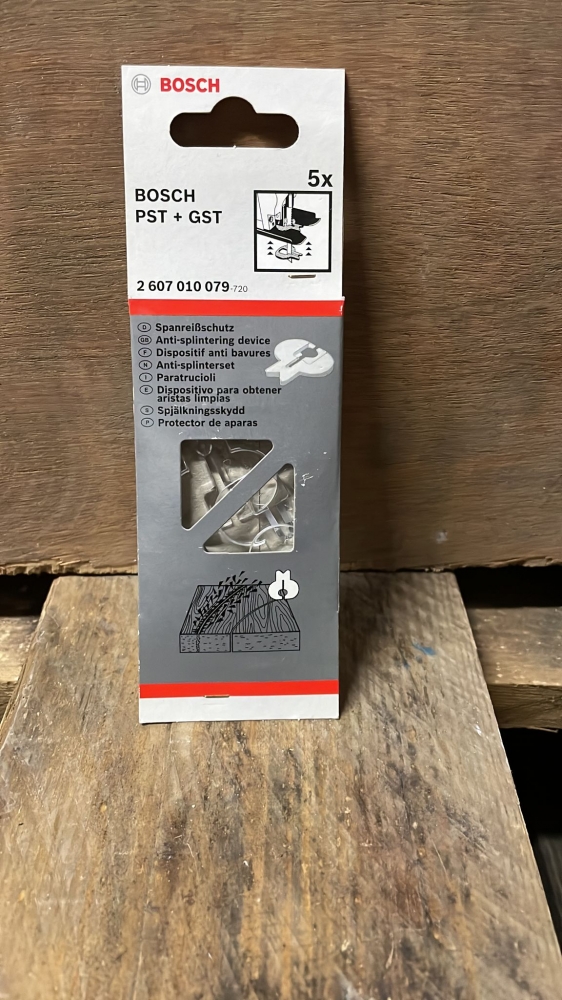 BOSCH
5x
BOSCH
PST + GST
2 607 010 079-720
D Spanreißschutz
GB Anti-splintering device
F Dispositif anti bavures
N Anti-splinterset
I Paratrucioli
E Dispositivo para obtener
aristas limpias
S Spjälkningsskydd
P Protector de aparas